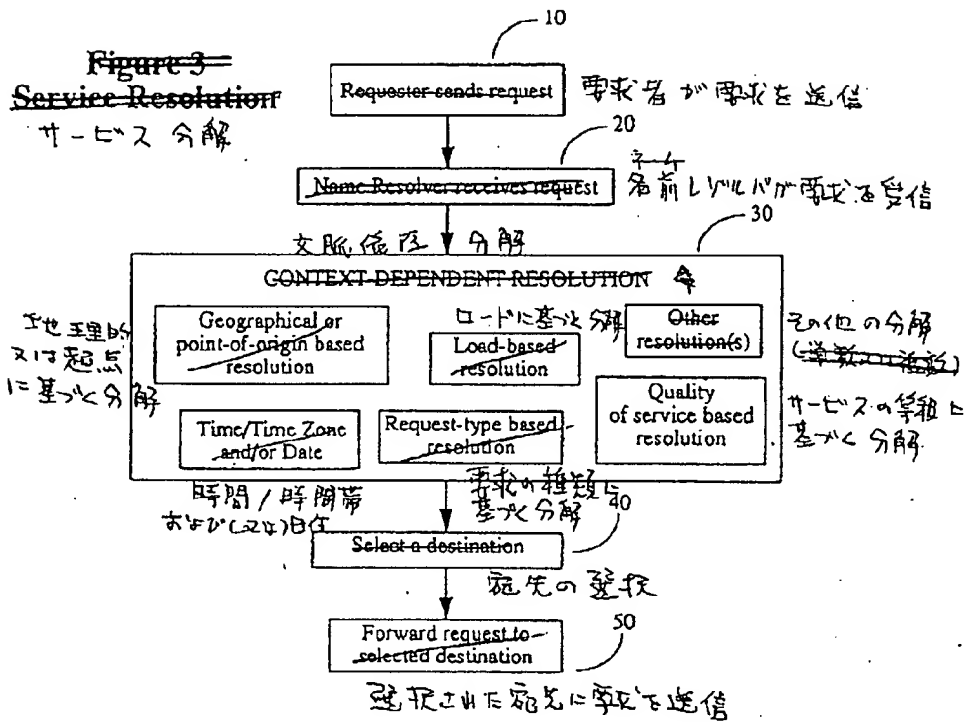 10
Figure 3
Service Resolution
サービス 分解
Requester sends request
要求者が要求を送信
20
ネーム
Name Resolver receives request
名前レゾルバが要求を受信
30
文脈依存 分解
CONTEXT-DEPENDENT RESOLUTION
地理的
又は起点
に基づく分解
Geographical or
point-of-origin based
resolution
ロードに基づく分解
Load-based
resolution
Other
resolution(s)
その他の分解
Quality
of service based
resolution
サービスの等級に
基づく分解
Time/Time Zone
and/or Date
Request-type based
resolution
時間/時間帯
および(又は)日付
要求の種類に
基づく分解
40
Select a destination
宛先の選択
50
Forward request to
selected destination
選択された宛先に要求を送信